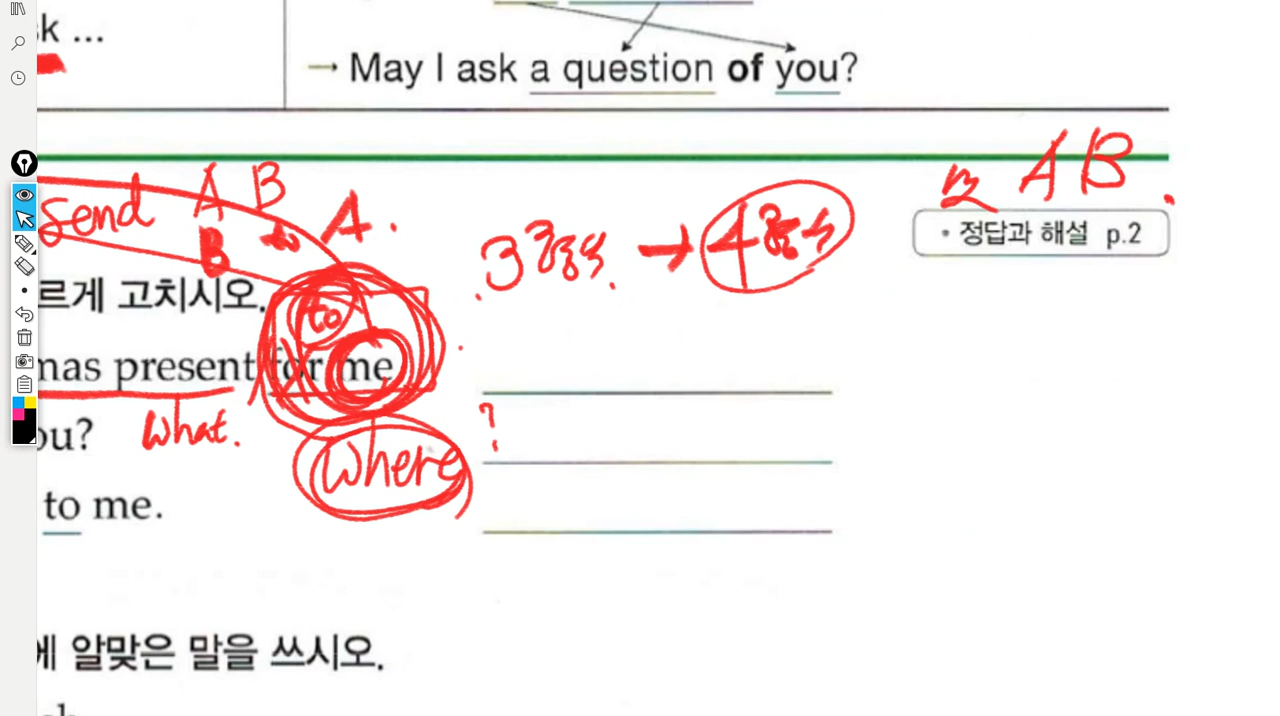 sk ...
→ May I ask a question of you?
Send A B
B to A.
3형식 → 4형식
A B
• 정답과 해설 p.2
르게 고치시오.
to
mas present for me
What.
ou?
where?
to me.
에 알맞은 말을 쓰시오.